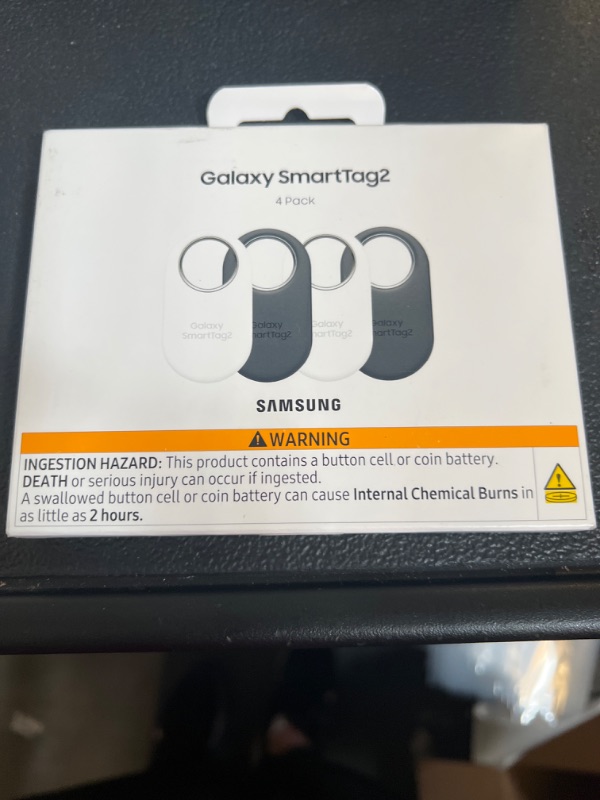 Galaxy SmartTag2
4 Pack
Galaxy
SmartTag2
Galaxy
SmartTag2
Galaxy
SmartTag2
Galaxy
SmartTag2
SAMSUNG
WARNING
INGESTION HAZARD: This product contains a button cell or coin battery.
DEATH or serious injury can occur if ingested.
A swallowed button cell or coin battery can cause Internal Chemical Burns in
as little as 2 hours.